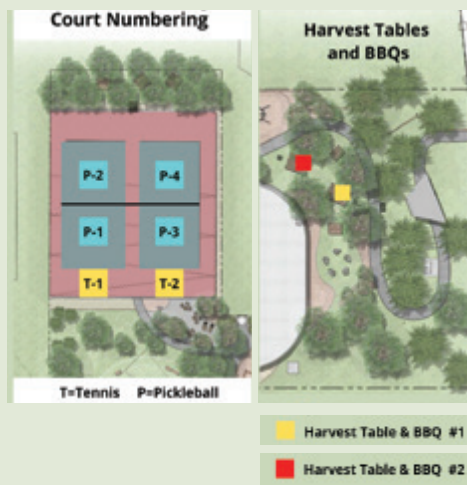 Court Numbering
P-2 P-4
P-1 P-3
T-1 T-2
T=Tennis P=Pickleball
Harvest Tables
and BBQs
Harvest Table & BBQ #1
Harvest Table & BBQ #2